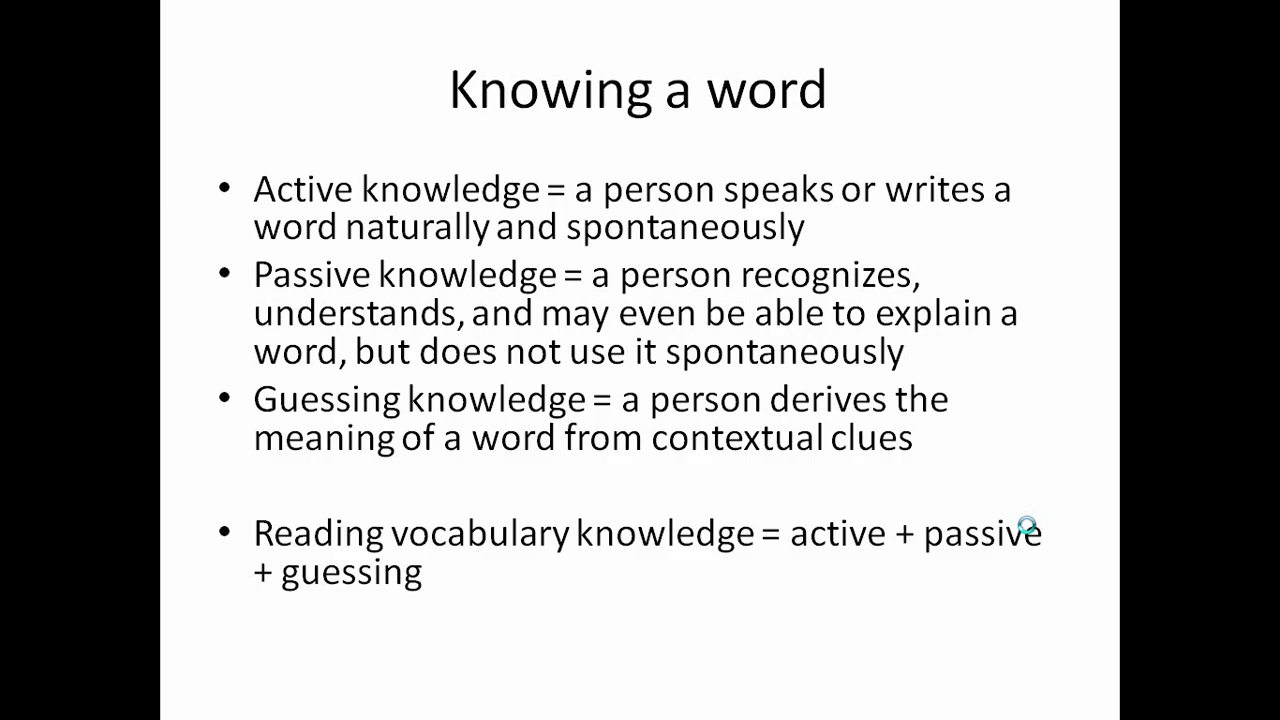 Knowing a word
• Active knowledge = a person speaks or writes a
word naturally and spontaneously
• Passive knowledge = a person recognizes,
understands, and may even be able to explain a
word, but does not use it spontaneously
• Guessing knowledge = a person derives the
meaning of a word from contextual clues
• Reading vocabulary knowledge = active + passive
+ guessing